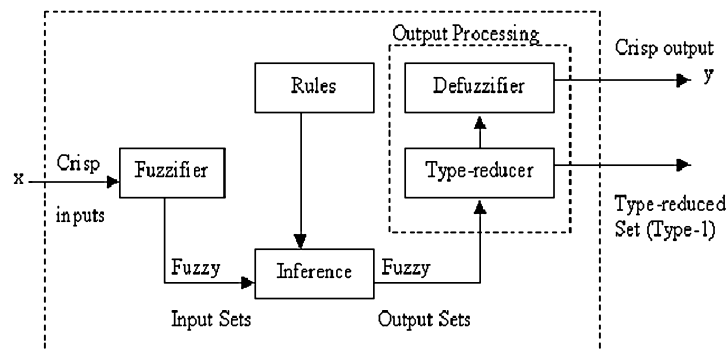 Output Processing
Crisp output
y
Rules
Defuzzifier
Crisp
x
inputs
Fuzzifier
Type-reducer
Type-reduced
Set (Type-1)
Fuzzy
Input Sets
Inference
Fuzzy
Output Sets